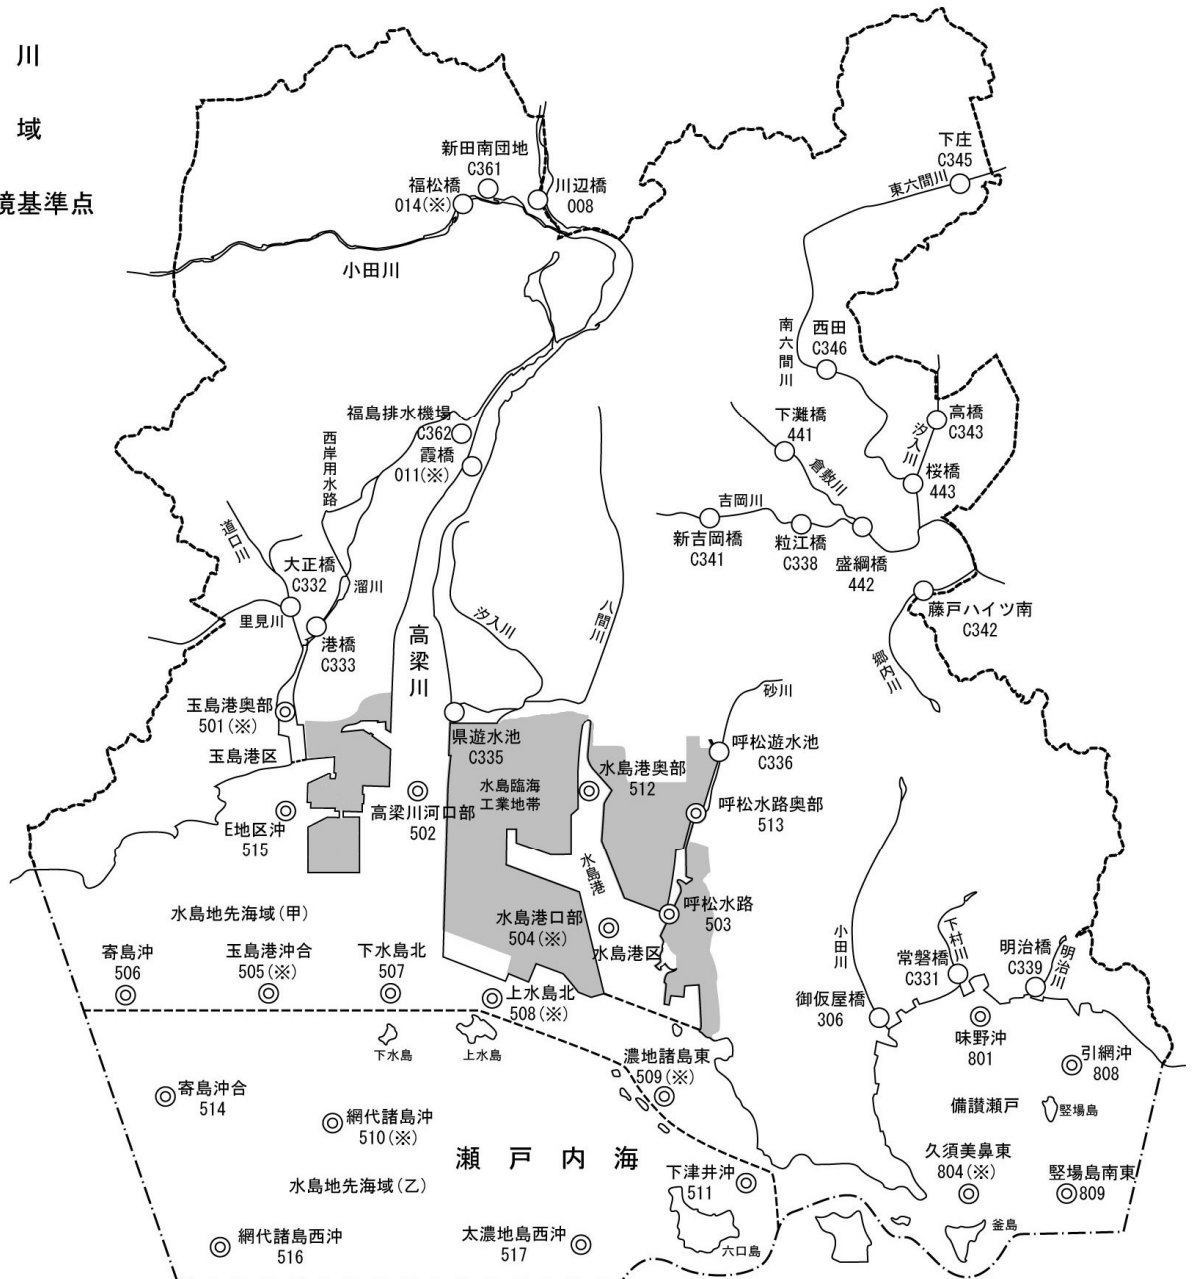 川
域
境基準点
下庄
C345
東六間川
新田南団地
C361
福松橋
014(※)
川辺橋
008
小田川
南六間川
西田
C346
高橋
C343
汐入川
桜橋
443
下灘橋
441
倉敷川
吉岡川
新吉岡橋
C341
粒江橋
C338
盛綱橋
442
藤戸ハイツ南
C342
郷内川
福島排水機場
C362
霞橋
011(※)
西岸用水路
道口川
大正橋
C332
溜川
里見川
港橋
C333
高梁川
汐入川
八間川
玉島港奥部
501(※)
玉島港区
県遊水池
C335
砂川
呼松遊水池
C336
水島臨海
工業地帯
水島港奥部
512
呼松水路奥部
513
高梁川河口部
502
E地区沖
515
水島港
水島港口部
504(※)
水島港区
呼松水路
503
水島地先海域(甲)
寄島沖
506
玉島港沖合
505(※)
下水島北
507
上水島北
508(※)
下水島
上水島
小田川
御仮屋橋
306
下村川
常磐橋
C331
明治橋
C339
明治川
味野沖
801
引網沖
808
備讃瀬戸
竪場島
濃地諸島東
509(※)
寄島沖合
514
網代諸島沖
510(※)
瀬戸内海
水島地先海域(乙)
下津井沖
511
久須美鼻東
804(※)
竪場島南東
809
網代諸島西沖
516
太濃地島西沖
517
六口島
釜島